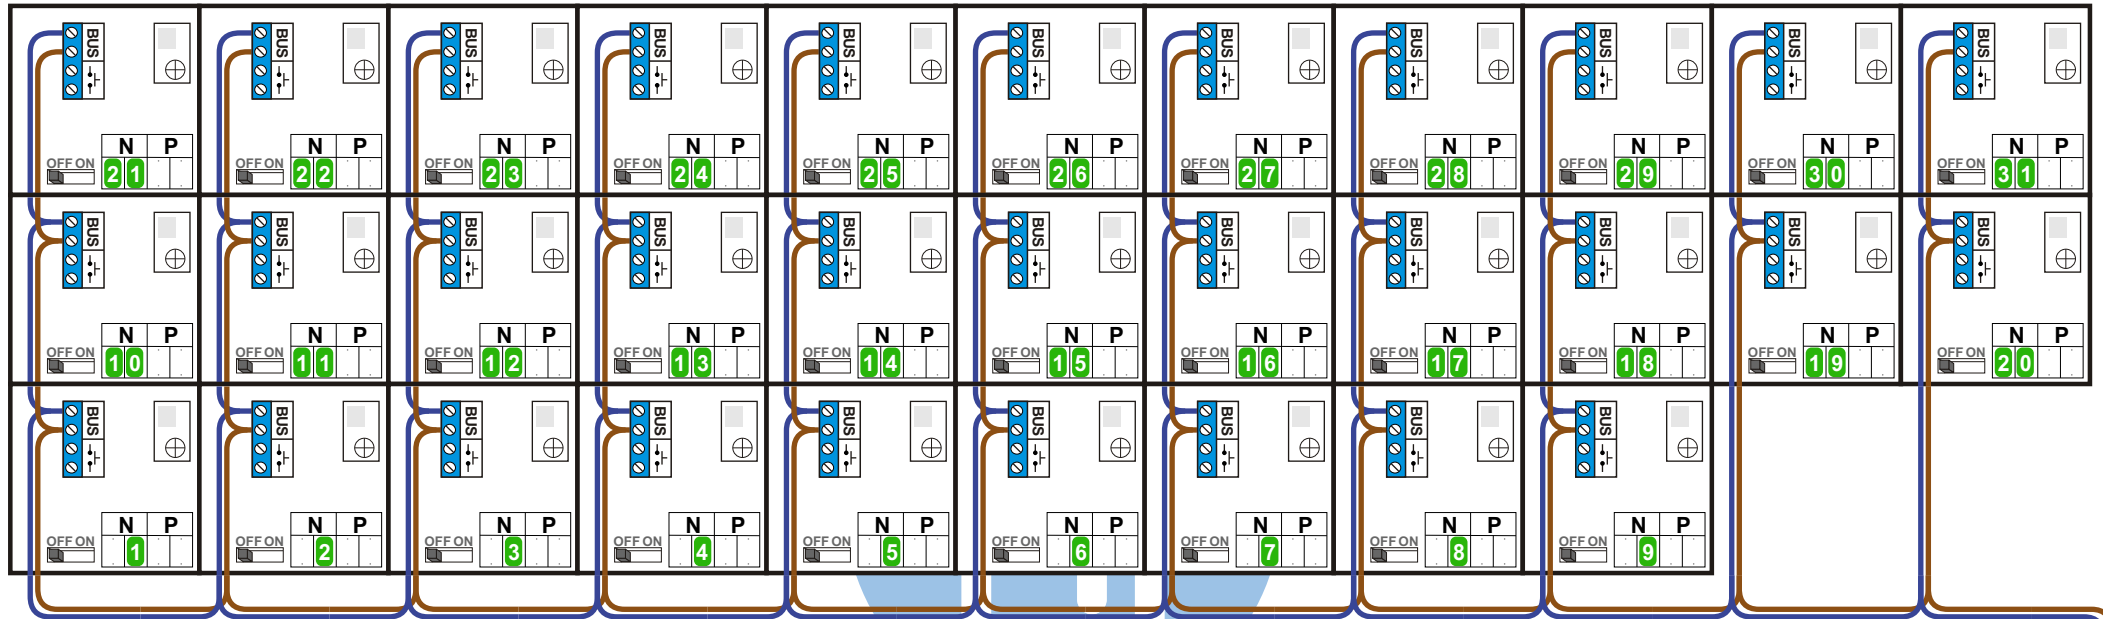 BUS BUS BUS BUS BUS BUS BUS BUS BUS BUS BUS
N P N P N P N P N P N P N P N P N P N P N P
OFF ON OFF ON OFF ON OFF ON OFF ON OFF ON OFF ON OFF ON OFF ON OFF ON OFF ON
21 22 23 24 25 26 27 28 29 30 31
BUS BUS BUS BUS BUS BUS BUS BUS BUS BUS BUS
N P N P N P N P N P N P N P N P N P N P N P
OFF ON OFF ON OFF ON OFF ON OFF ON OFF ON OFF ON OFF ON OFF ON OFF ON OFF ON
10 11 12 13 14 15 16 17 18 19 20
BUS BUS BUS BUS BUS BUS BUS BUS BUS
N P N P N P N P N P N P N P N P N P
OFF ON OFF ON OFF ON OFF ON OFF ON OFF ON OFF ON OFF ON OFF ON
1 2 3 4 5 6 7 8 9